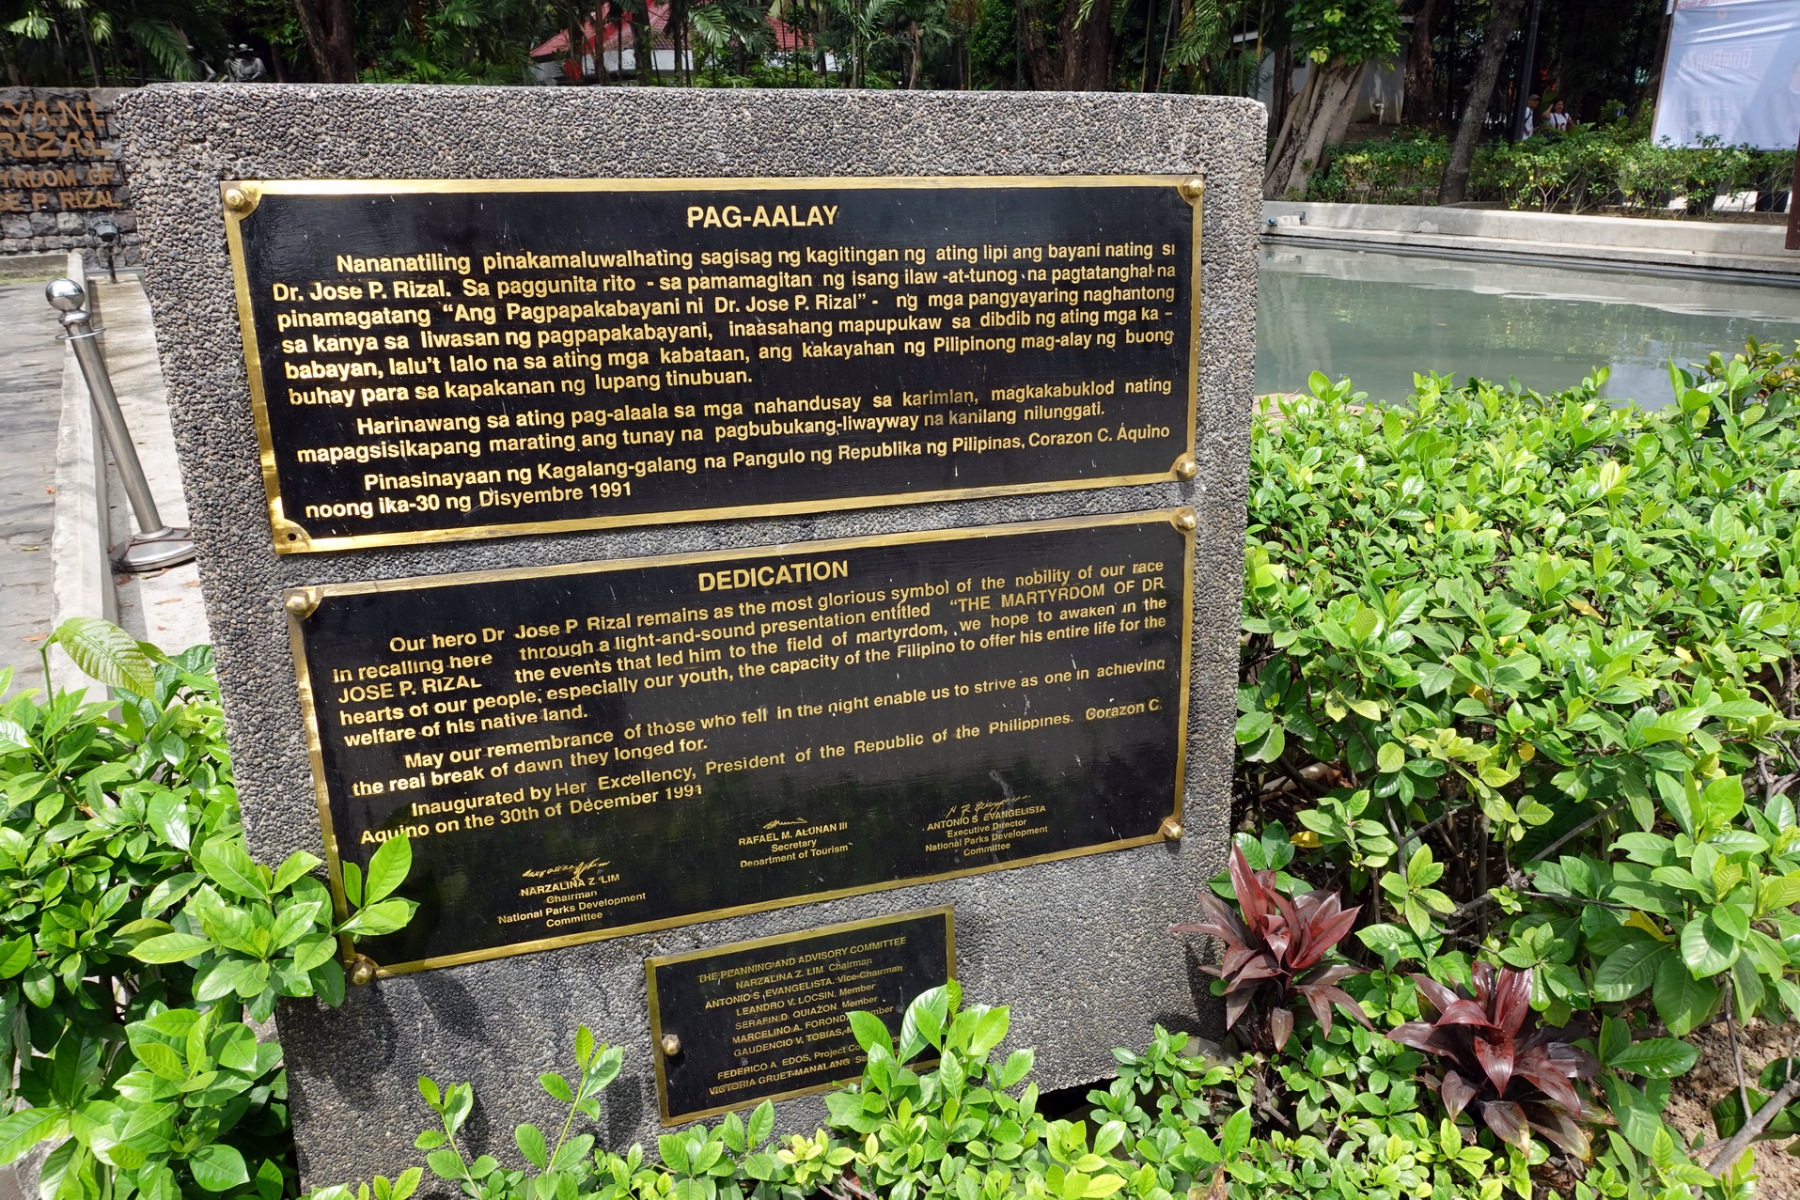 PAG-AALAY
Nananatiling pinakamaluwalhating sagisag ng kagitingan ng ating lipi ang bayani nating si
Dr. Jose P. Rizal. Sa paggunita rito - sa pamamagitan ng isang ilaw -at-tunog na pagtatanghal na
pinamagatang "Ang Pagpapakabayani ni Dr. Jose P. Rizal" - ng mga pangyayaring naghantong
sa kanya sa liwasan ng pagpapakabayani, inaasahang mapupukaw sa dibdib ng ating mga ka -
babayan, lalu't lalo na sa ating mga kabataan, ang kakayahan ng Pilipinong mag-alay ng buong
buhay para sa kapakanan ng lupang tinubuan.
Harinawang sa ating pag-alaala sa mga nahandusay sa karimlan, magkakabuklod nating
mapagsisikapang marating ang tunay na pagbubukang-liwayway na kanilang nilunggati.
Pinasinayaan ng Kagalang-galang na Pangulo ng Republika ng Pilipinas, Corazon C. Aquino
noong ika-30 ng Disyembre 1991
DEDICATION
Our hero Dr Jose P. Rizal remains as the most glorious symbol of the nobility of our race
In recalling here through a light-and-sound presentation entitled "THE MARTYRDOM OF DR.
JOSE P. RIZAL the events that led him to the field of martyrdom, we hope to awaken in the
hearts of our people, especially our youth, the capacity of the Filipino to offer his entire life for the
welfare of his native land.
May our remembrance of those who fell in the night enable us to strive as one in achieving
the real break of dawn they longed for.
Inaugurated by Her Excellency, President of the Republic of the Philippines. Corazon C.
Aquino on the 30th of December 1991
NARZALINA Z. LIM
Chairman
National Parks Development
Committee
RAFAEL M. ALUNAN III
Secretary
Department of Tourism
ANTONIO S. EVANGELISTA
Executive Director
National Parks Development
Committee
THE PLANNING AND ADVISORY COMMITTEE
NARZALINA Z. LIM Chairman
ANTONIO S. EVANGELISTA. Vice-Chairman
LEANDRO V. LOCSIN. Member
SERAFIN D. QUIAZON. Member
MARCELINO A. FORONDA Member
GAUDENCIO V. TOBIAS,
FEDERICO A. EDOS, Project
VICTORIA GRUET-MANALANG
RIZAL
OF
P RIZAL